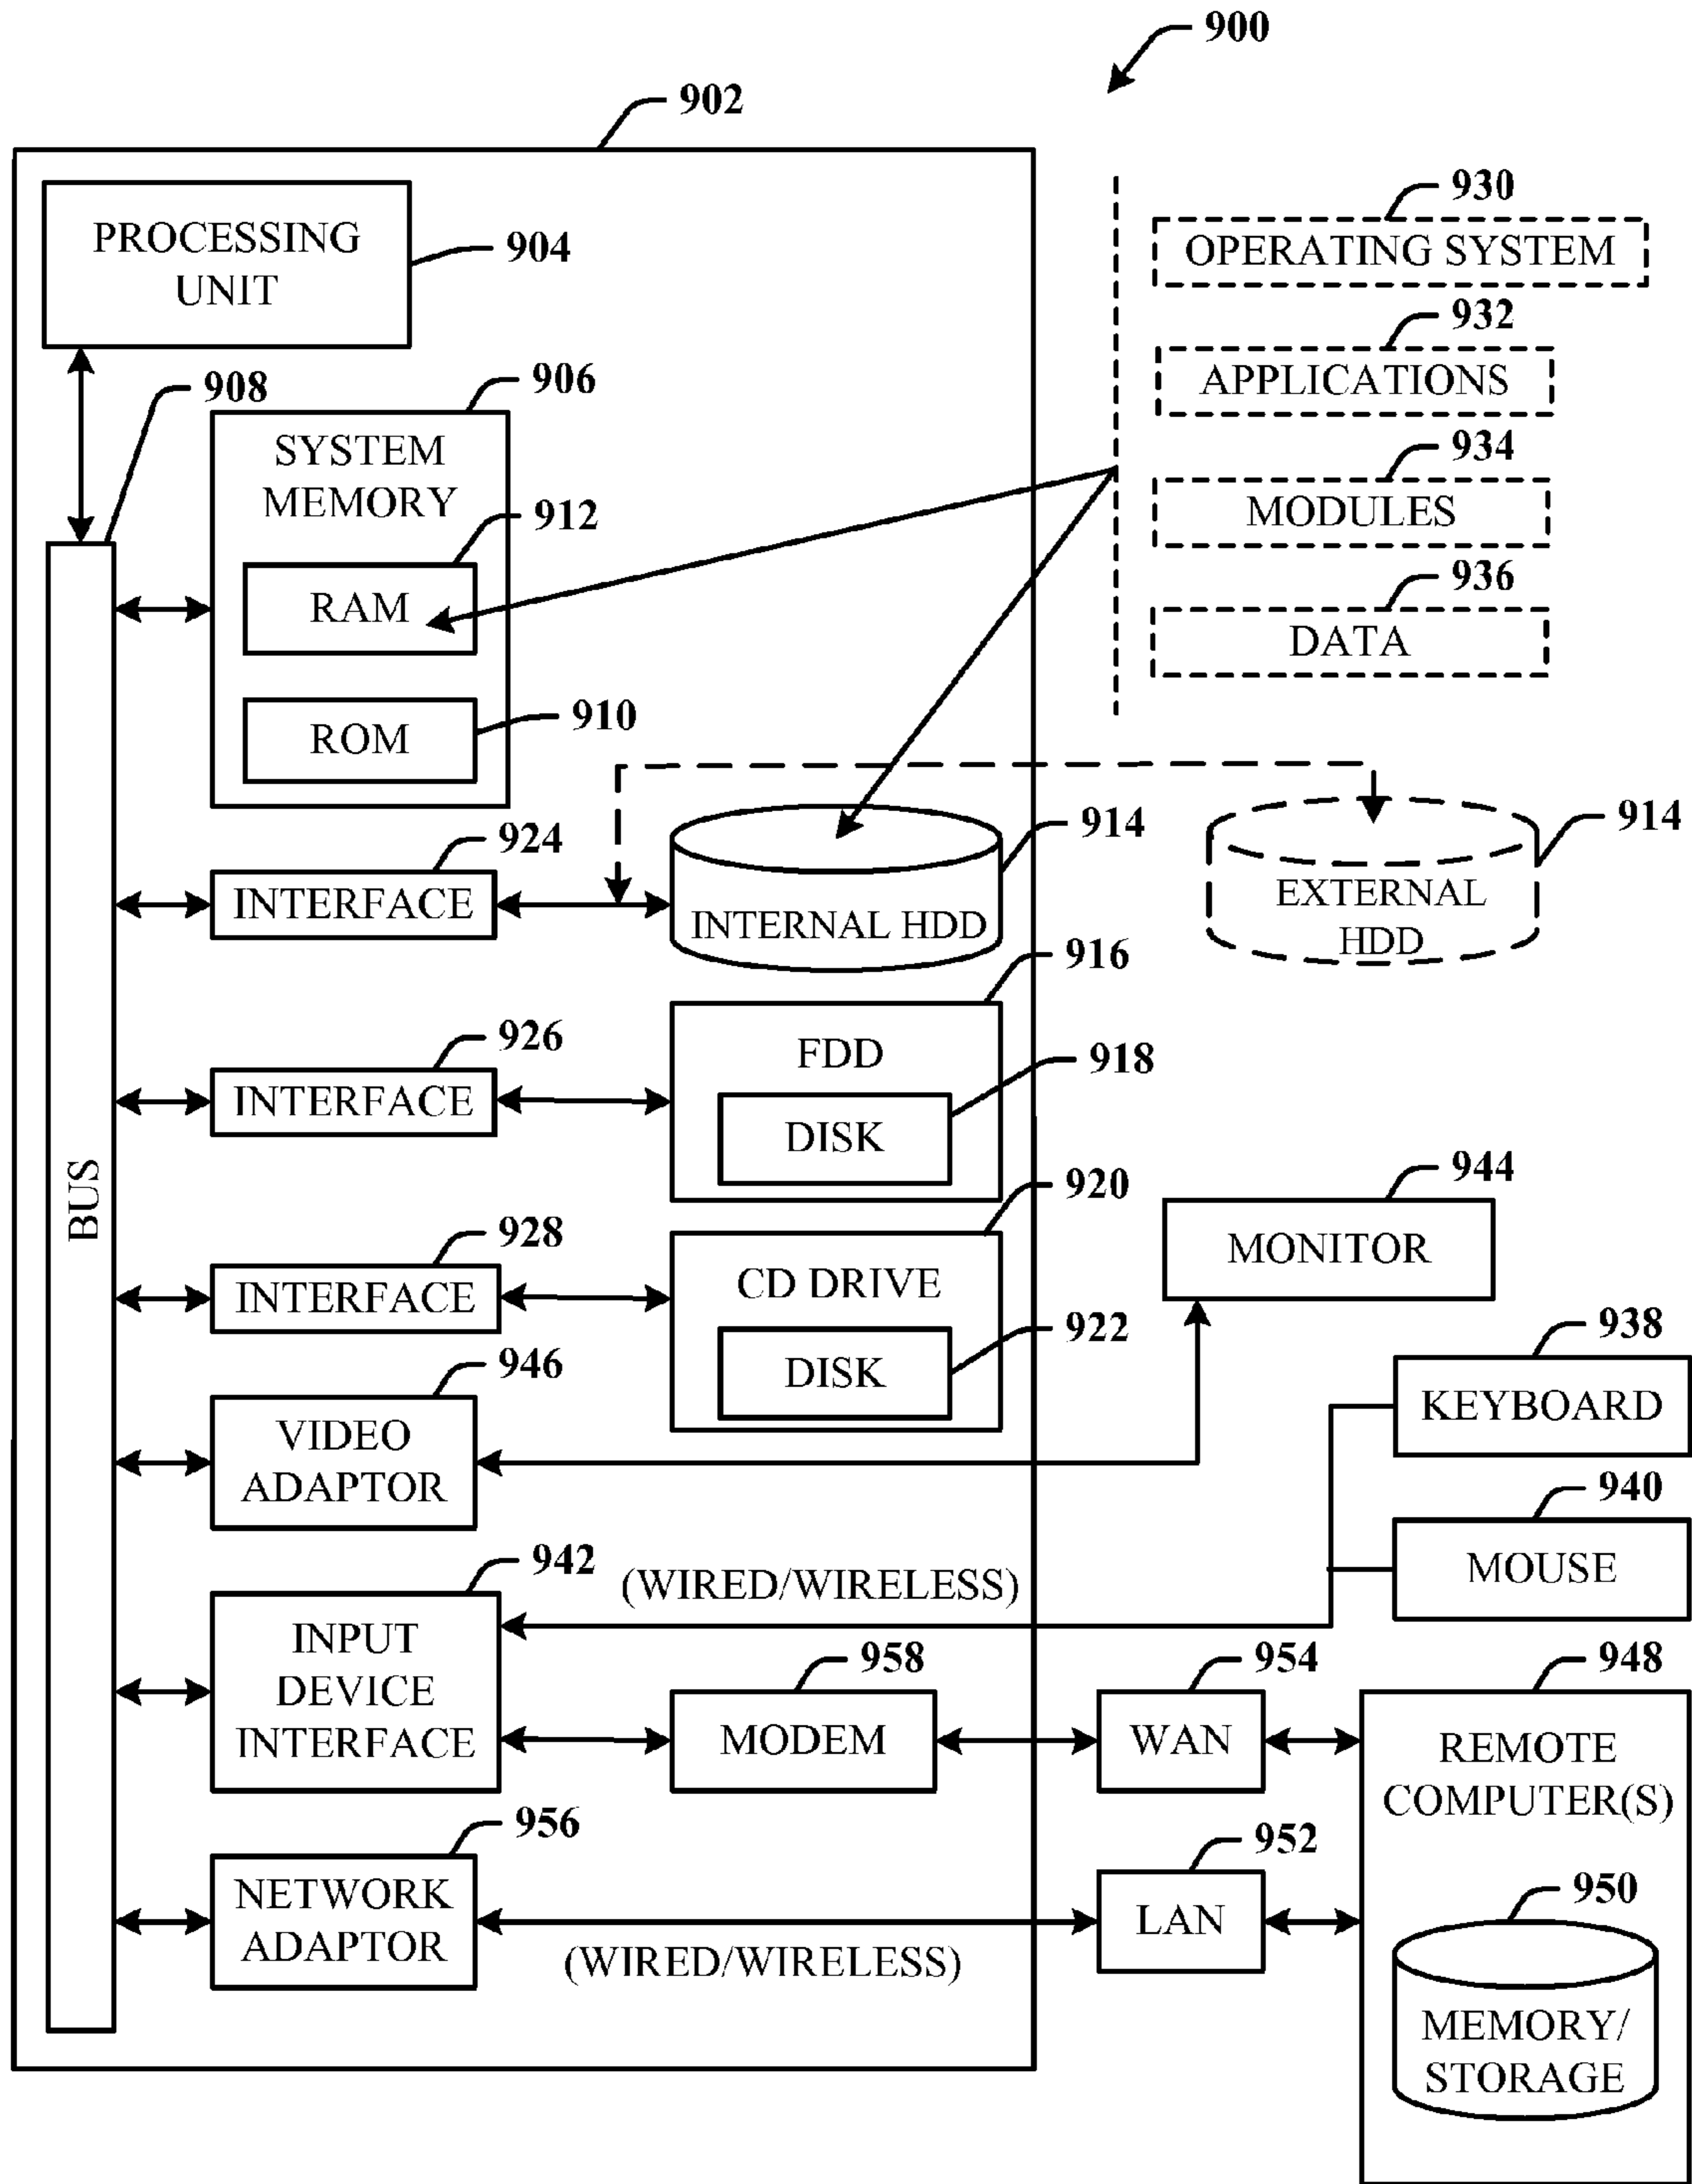 900
902
PROCESSING
UNIT
904
930
OPERATING SYSTEM
932
APPLICATIONS
934
MODULES
936
DATA
908
906
SYSTEM
MEMORY
912
RAM
910
ROM
924
INTERFACE
914
INTERNAL HDD
914
EXTERNAL
HDD
916
FDD
926
INTERFACE
918
DISK
BUS
920
CD DRIVE
928
INTERFACE
922
DISK
944
MONITOR
938
KEYBOARD
946
VIDEO
ADAPTOR
940
MOUSE
942
(WIRED/WIRELESS)
INPUT
DEVICE
INTERFACE
958
MODEM
954
WAN
948
REMOTE
COMPUTER(S)
956
NETWORK
ADAPTOR
(WIRED/WIRELESS)
952
LAN
950
MEMORY/
STORAGE